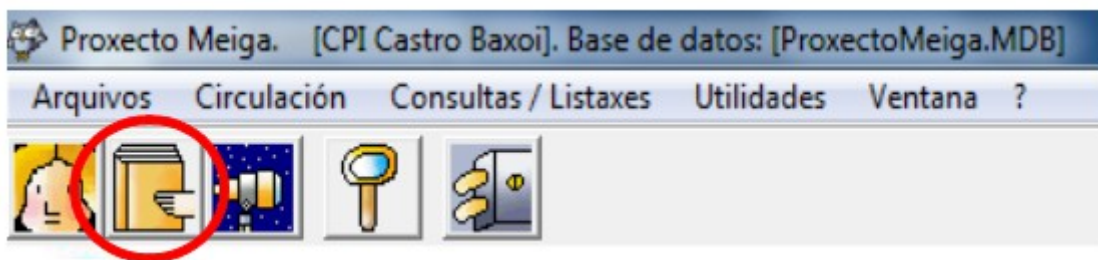 Proxecto Meiga. [CPI Castro Baxoi]. Base de datos: [ProxectoMeiga.MDB]
Arquivos Circulación Consultas / Listaxes Utilidades Ventana ?